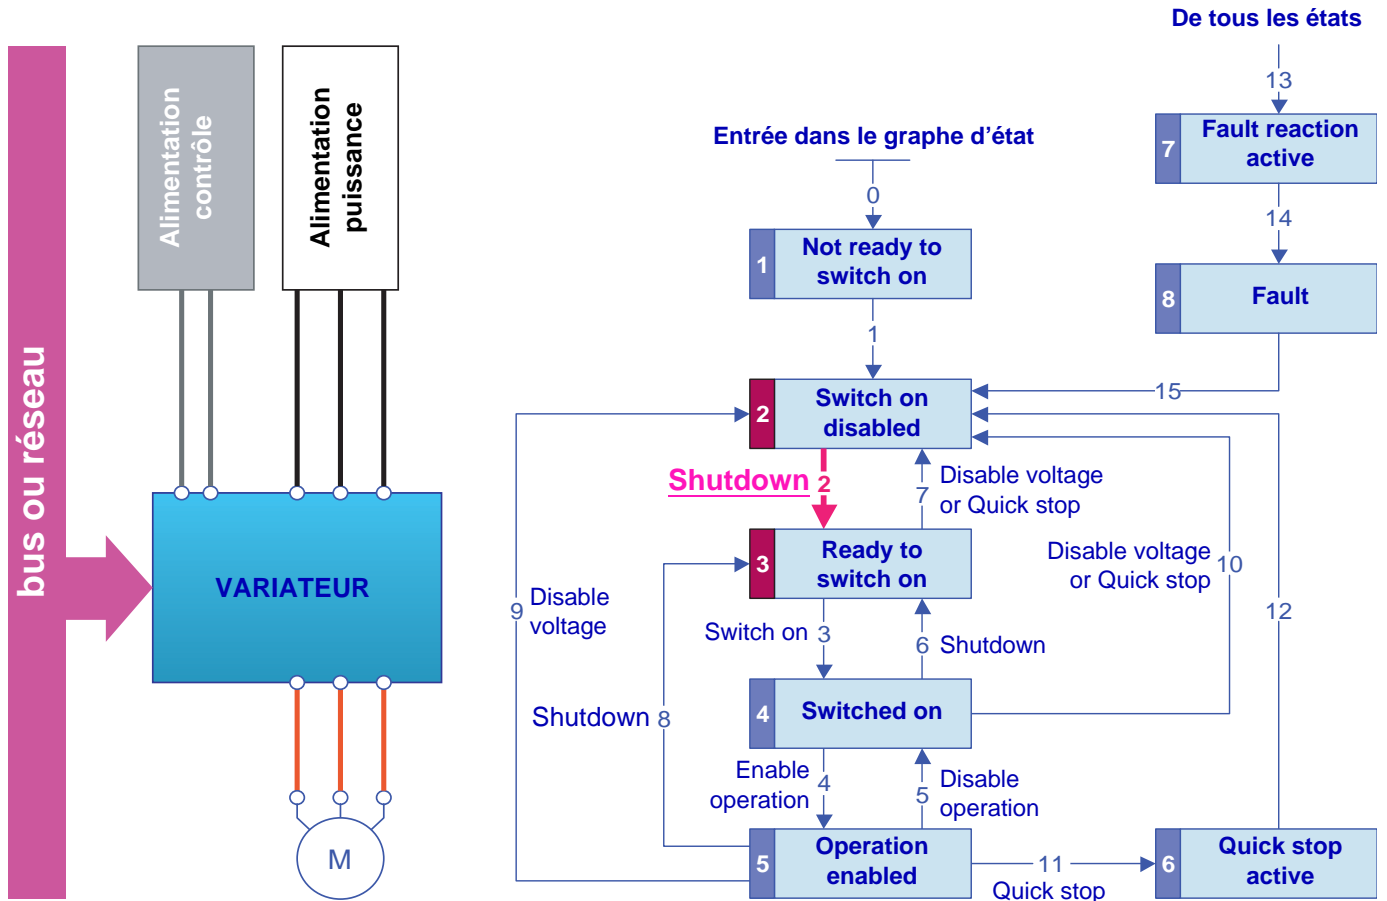 De tous les états
13
7
Fault reaction
active
14
8
Fault
15
Entrée dans le graphe d'état
0
1
Not ready to
switch on
1
2
Switch on
disabled
Shutdown 2
7
Disable voltage
or Quick stop
3
Ready to
switch on
Disable voltage
or Quick stop
10
12
9
Disable
voltage
Switch on 3
6 Shutdown
Shutdown 8
4
Switched on
Enable
operation
4
5
Disable
operation
5
Operation
enabled
11
Quick stop
6
Quick stop
active
bus ou réseau
Alimentation
contrôle
Alimentation
puissance
VARIATEUR
M